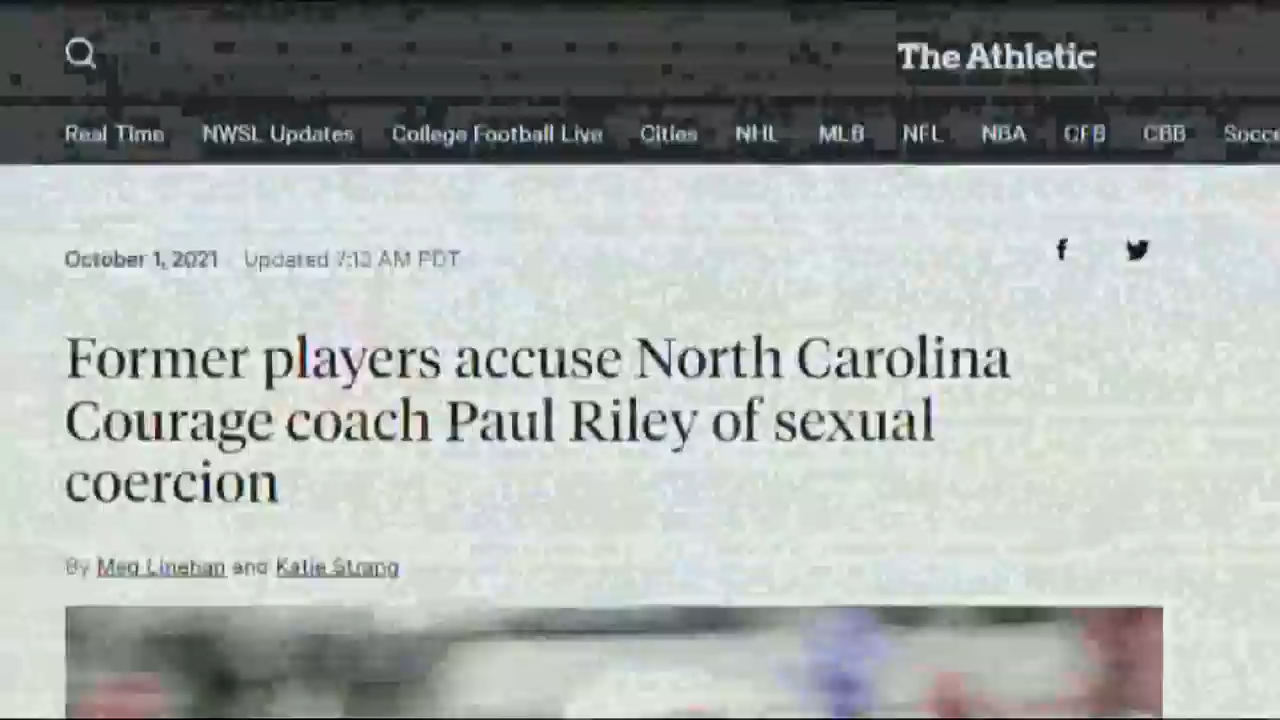 The Athletic
Real Time NWSL Updates College Football Live Cities NHL MLB NFL NBA CFB CBB
October 1, 2021 Updated AM PDT
Former players accuse North Carolina
Courage coach Paul Riley of sexual
coercion
By Meg Linehan and Katie Strang